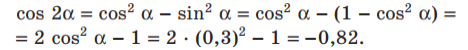 cos 2α = cos² α − sin² α = cos² α − (1 − cos² α) =
= 2 cos² α − 1 = 2 · (0,3)² − 1 = −0,82.